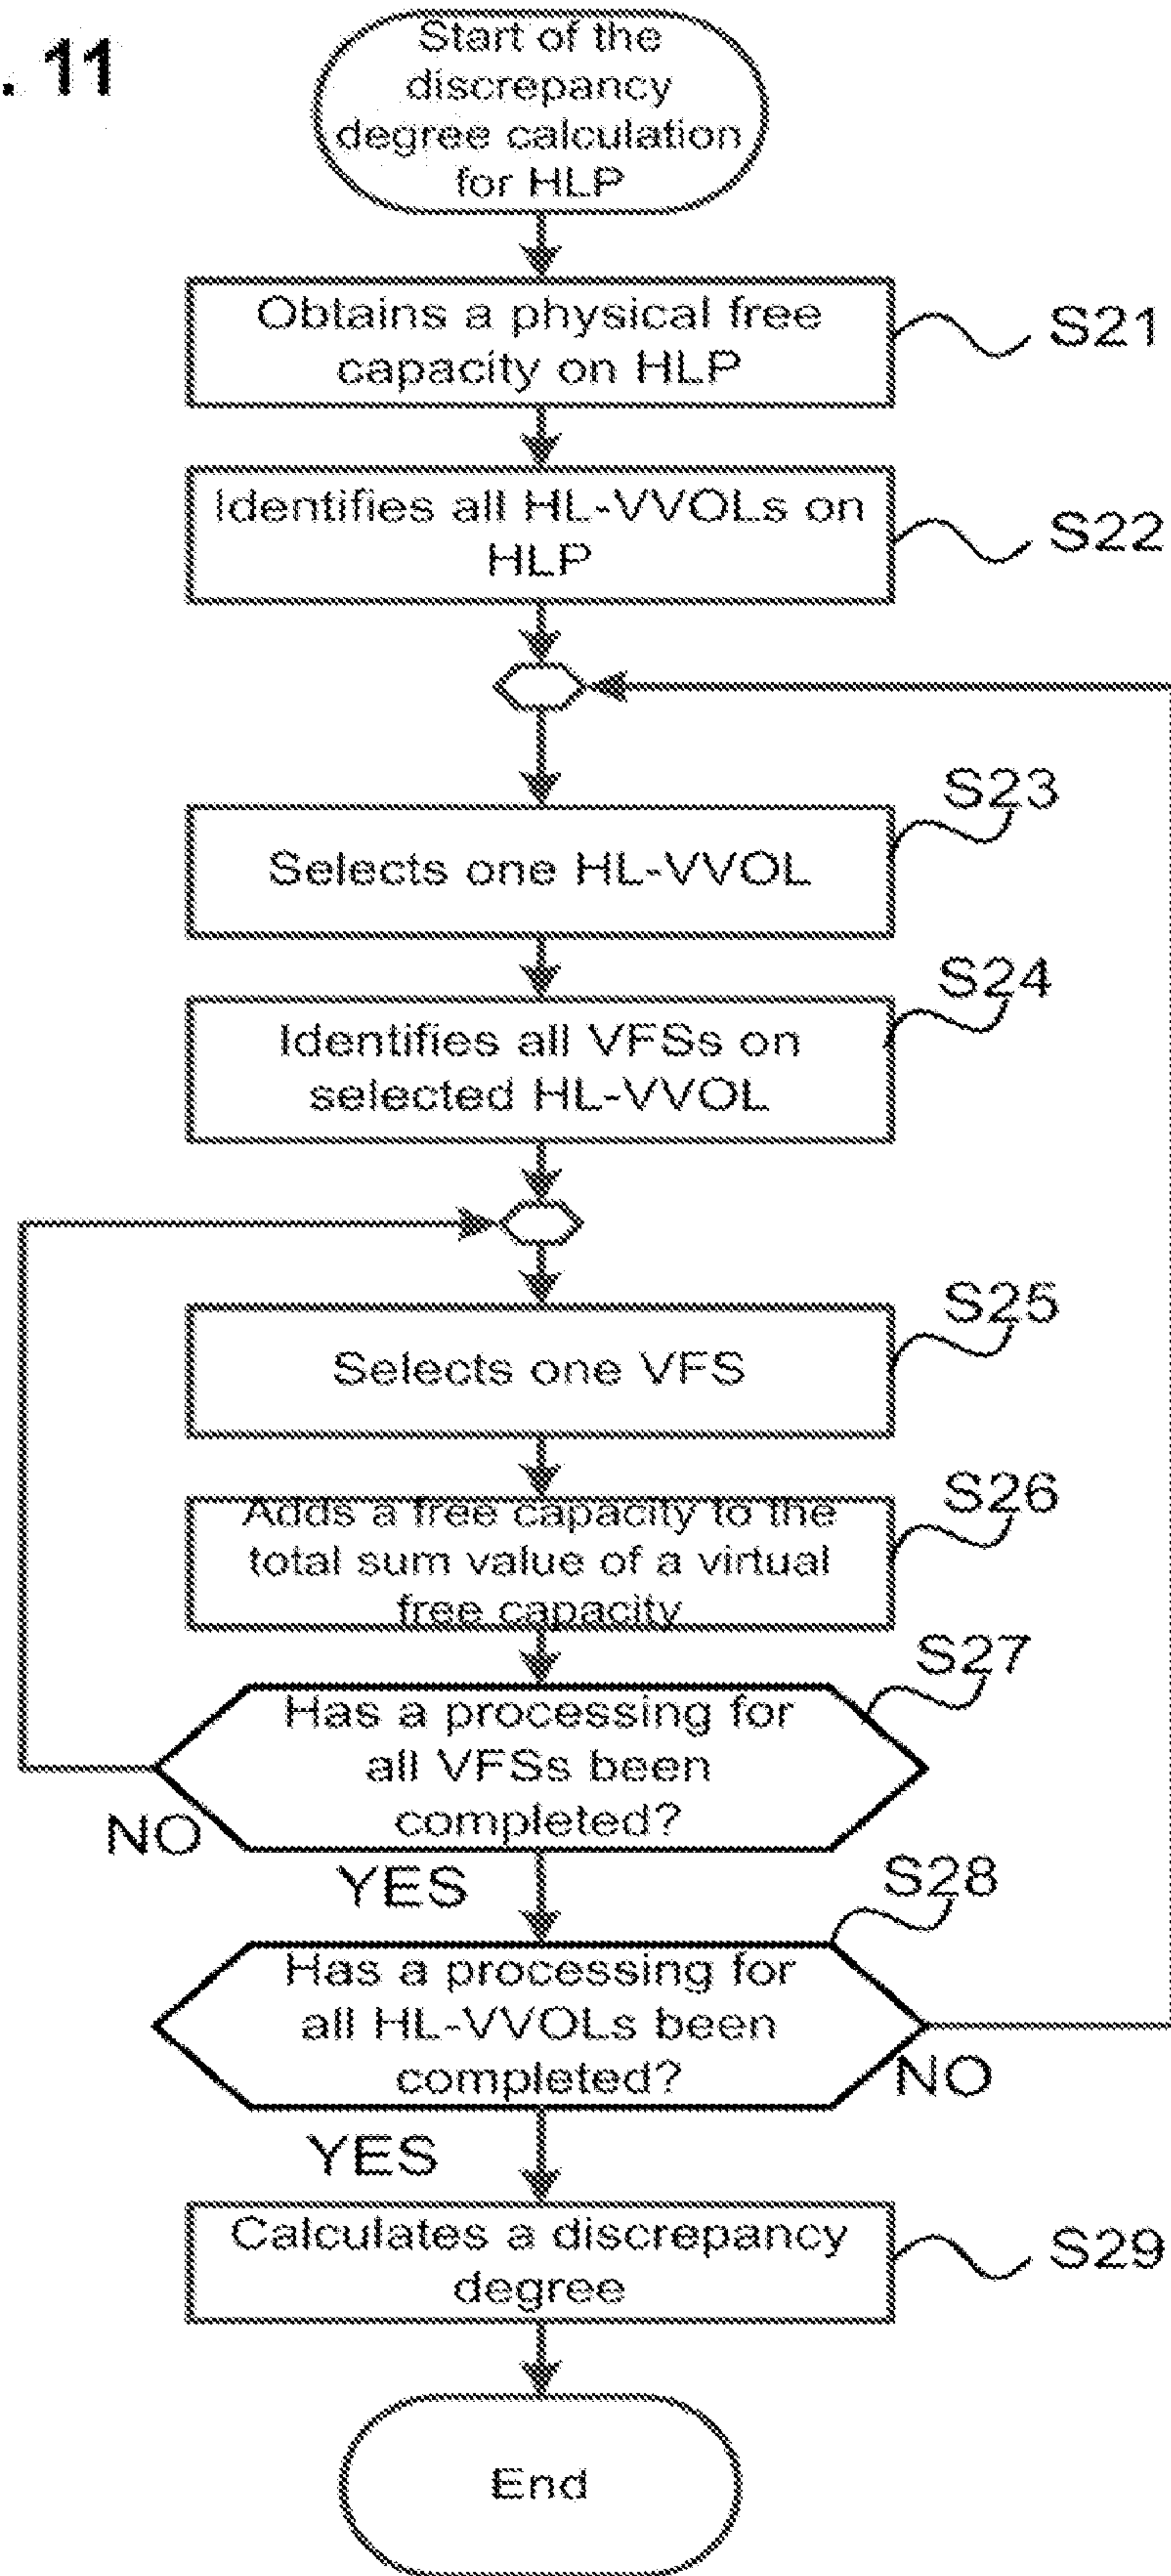 . 11
Start of the
discrepancy
degree calculation
for HLP
Obtains a physical free
capacity on HLP
S21
Identifies all HL-VVOLs on
HLP
S22
S23
Selects one HL-VVOL
S24
Identifies all VFSs on
selected HL-VVOL
S25
Selects one VFS
S26
Adds a free capacity to the
total sum value of a virtual
free capacity
S27
Has a processing for
all VFSs been
completed?
NO
YES
S28
Has a processing for
all HL-VVOLs been
completed?
NO
YES
Calculates a discrepancy
degree
S29
End